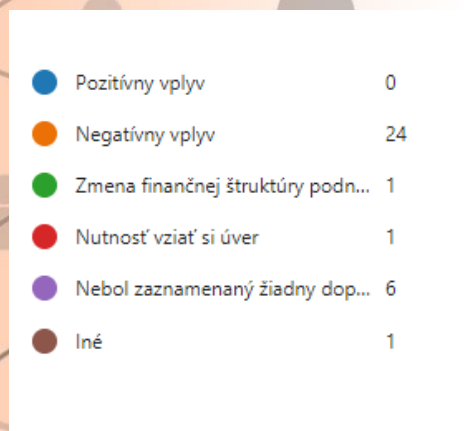 Pozitívny vplyv 0
Negatívny vplyv 24
Zmena finančnej štruktúry podn... 1
Nutnosť vziať si úver 1
Nebol zaznamenaný žiadny dop... 6
Iné 1